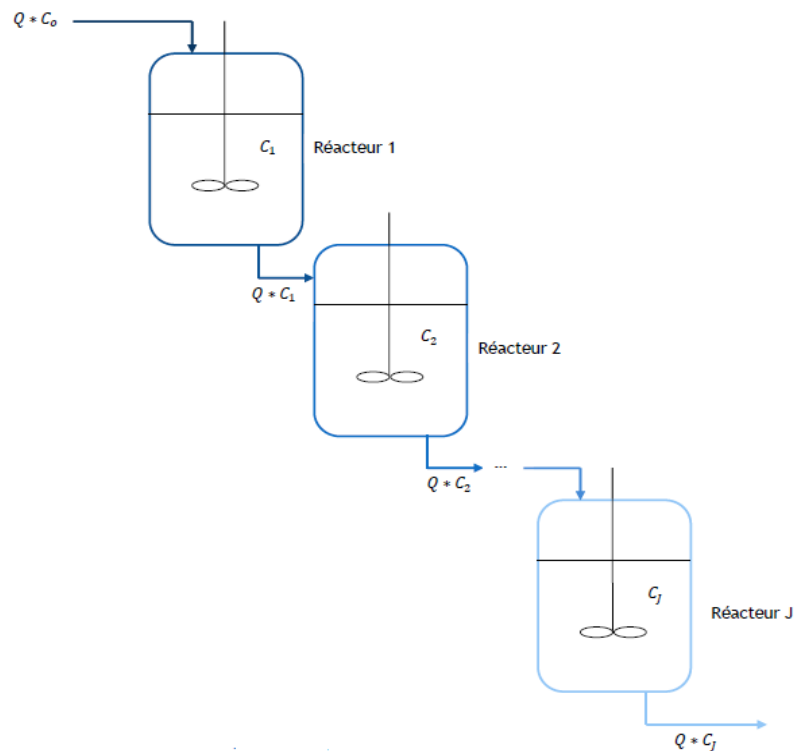 Q * C₀
C₁
Réacteur 1
Q * C₁
C₂
Réacteur 2
Q * C₂
...
C_J
Réacteur J
Q * C_J